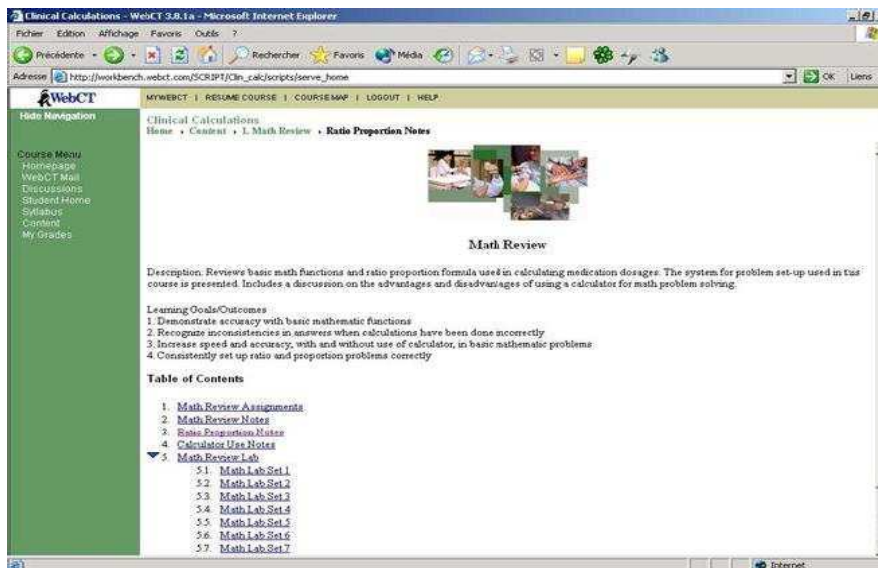 Clinical Calculations - WebCT 3.8.1a - Microsoft Internet Explorer
Fichier Edition Affichage Favoris Outils ?
Précédente Rechercher Favoris Média
Adresse http://workbench.webct.com/SCRIPT/Clin_calc/scripts/serve_home OK Liens
WebCT MYWEBCT | RESUME COURSE | COURSE MAP | LOGOUT | HELP
Hide Navigation
Clinical Calculations
Home › Content › 1. Math Review › Ratio Proportion Notes
Course Menu
Homepage
WebCT Mail
Discussions
Student Home
Syllabus
Content
My Grades
Math Review
Description: Reviews basic math functions and ratio proportion formula used in calculating medication dosages. The system for problem set-up used in this
course is presented. Includes a discussion on the advantages and disadvantages of using a calculator for math problem solving.
Learning Goals/Outcomes
1. Demonstrate accuracy with basic mathematic functions
2. Recognize inconsistencies in answers when calculations have been done incorrectly
3. Increase speed and accuracy, with and without use of calculator, in basic mathematic problems
4. Consistently set up ratio and proportion problems correctly
Table of Contents
1. Math Review Assignments
2. Math Review Notes
3. Ratio Proportion Notes
4. Calculator Use Notes
5. Math Review Lab
5.1. Math Lab Set 1
5.2. Math Lab Set 2
5.3. Math Lab Set 3
5.4. Math Lab Set 4
5.5. Math Lab Set 5
5.6. Math Lab Set 6
5.7. Math Lab Set 7
Internet